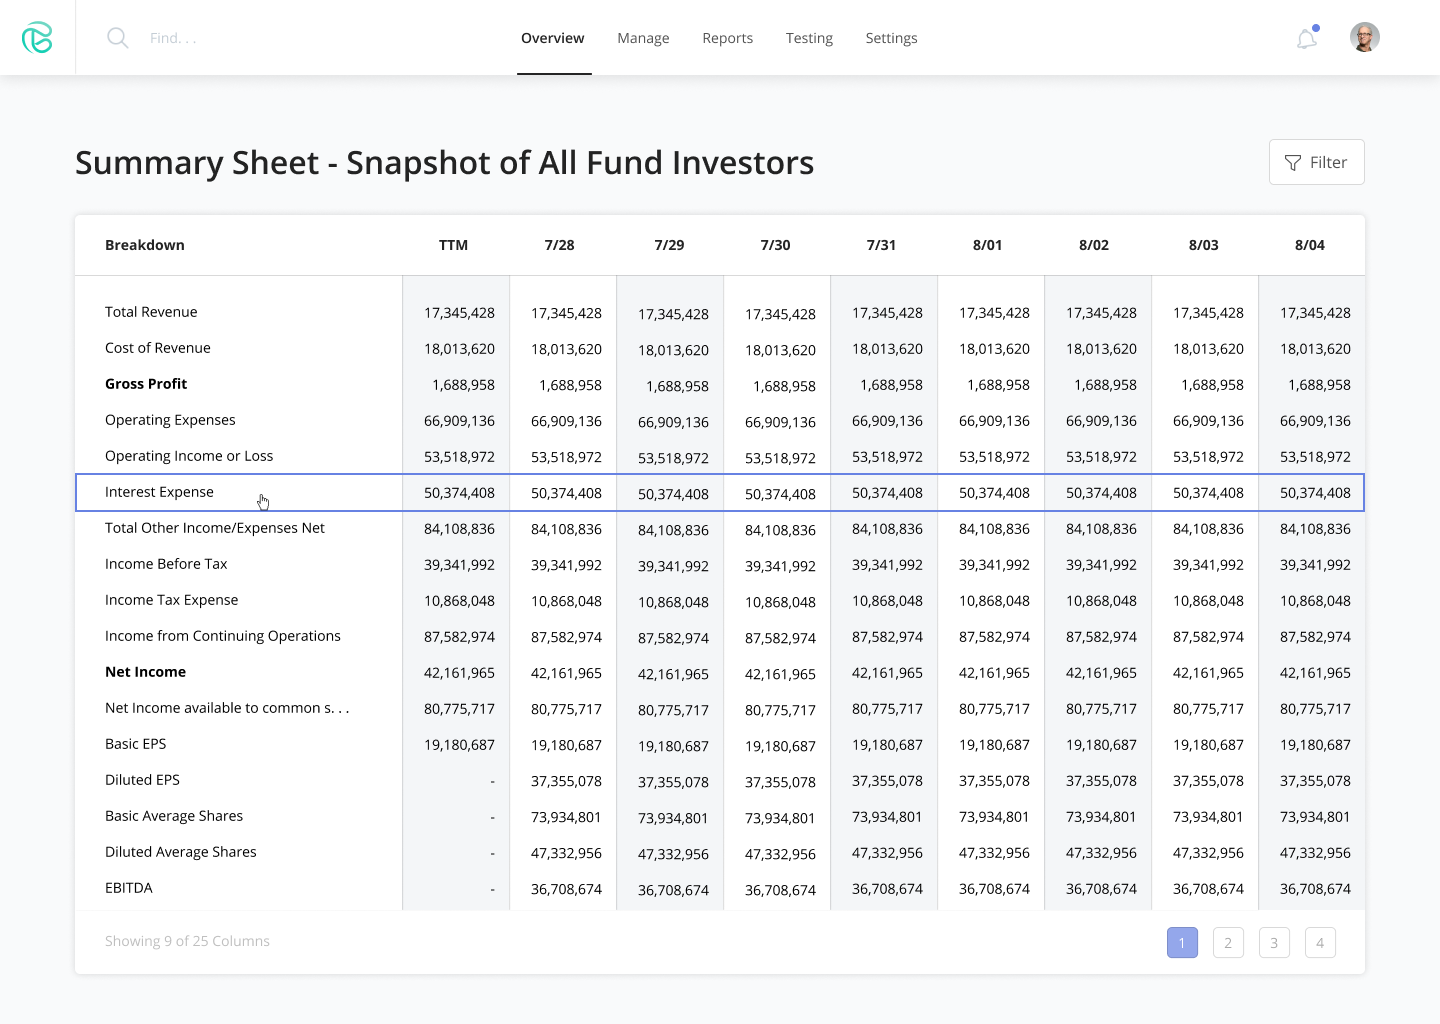 Find. . .
Overview Manage Reports Testing Settings
Summary Sheet - Snapshot of All Fund Investors
Filter
Breakdown TTM 7/28 7/29 7/30 7/31 8/01 8/02 8/03 8/04
Total Revenue 17,345,428 17,345,428 17,345,428 17,345,428 17,345,428 17,345,428 17,345,428 17,345,428 17,345,428
Cost of Revenue 18,013,620 18,013,620 18,013,620 18,013,620 18,013,620 18,013,620 18,013,620 18,013,620 18,013,620
Gross Profit 1,688,958 1,688,958 1,688,958 1,688,958 1,688,958 1,688,958 1,688,958 1,688,958 1,688,958
Operating Expenses 66,909,136 66,909,136 66,909,136 66,909,136 66,909,136 66,909,136 66,909,136 66,909,136 66,909,136
Operating Income or Loss 53,518,972 53,518,972 53,518,972 53,518,972 53,518,972 53,518,972 53,518,972 53,518,972 53,518,972
Interest Expense 50,374,408 50,374,408 50,374,408 50,374,408 50,374,408 50,374,408 50,374,408 50,374,408 50,374,408
Total Other Income/Expenses Net 84,108,836 84,108,836 84,108,836 84,108,836 84,108,836 84,108,836 84,108,836 84,108,836 84,108,836
Income Before Tax 39,341,992 39,341,992 39,341,992 39,341,992 39,341,992 39,341,992 39,341,992 39,341,992 39,341,992
Income Tax Expense 10,868,048 10,868,048 10,868,048 10,868,048 10,868,048 10,868,048 10,868,048 10,868,048 10,868,048
Income from Continuing Operations 87,582,974 87,582,974 87,582,974 87,582,974 87,582,974 87,582,974 87,582,974 87,582,974 87,582,974
Net Income 42,161,965 42,161,965 42,161,965 42,161,965 42,161,965 42,161,965 42,161,965 42,161,965 42,161,965
Net Income available to common s. . . 80,775,717 80,775,717 80,775,717 80,775,717 80,775,717 80,775,717 80,775,717 80,775,717 80,775,717
Basic EPS 19,180,687 19,180,687 19,180,687 19,180,687 19,180,687 19,180,687 19,180,687 19,180,687 19,180,687
Diluted EPS - 37,355,078 37,355,078 37,355,078 37,355,078 37,355,078 37,355,078 37,355,078 37,355,078
Basic Average Shares - 73,934,801 73,934,801 73,934,801 73,934,801 73,934,801 73,934,801 73,934,801 73,934,801
Diluted Average Shares - 47,332,956 47,332,956 47,332,956 47,332,956 47,332,956 47,332,956 47,332,956 47,332,956
EBITDA - 36,708,674 36,708,674 36,708,674 36,708,674 36,708,674 36,708,674 36,708,674 36,708,674
Showing 9 of 25 Columns 1 2 3 4